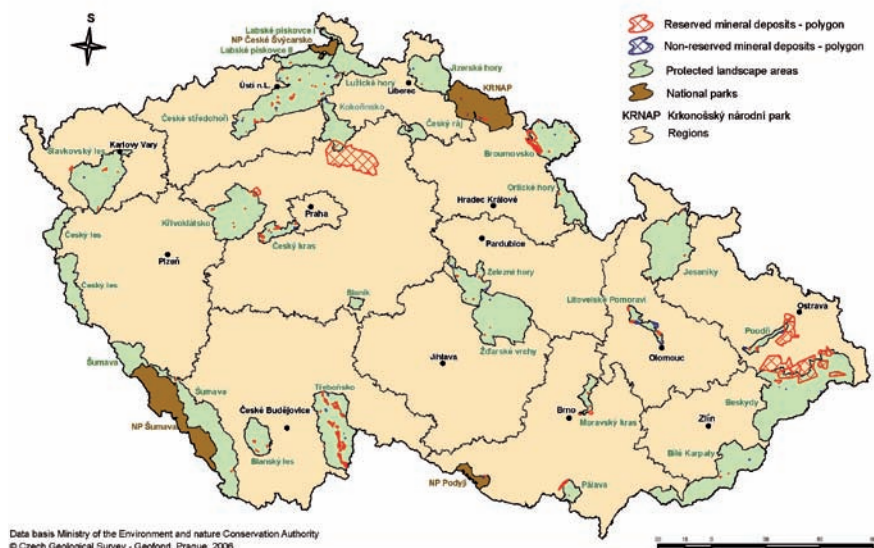 S
Labské pískovce I
NP České Švýcarsko
Labské pískovce II
Ústí n.L.
Lužické hory
Liberec
Jizerské hory
KRNAP
České středohoří
Kokořínsko
Český ráj
Broumovsko
Slavkovský les
Karlovy Vary
Křivoklátsko
Praha
Hradec Králové
Orlické hory
Český les
Plzeň
Český kras
Pardubice
Železné hory
Jeseníky
Český les
Blaník
Litovelské Pomoraví
Ostrava
Poodří
Žďárské vrchy
Olomouc
Šumava
Jihlava
Šumava
Třeboňsko
České Budějovice
Brno
Moravský kras
Zlín
Beskydy
NP Šumava
Blanský les
NP Podyjí
Pálava
Bílé Karpaty
Reserved mineral deposits - polygon
Non-reserved mineral deposits - polygon
Protected landscape areas
National parks
KRNAP Krkonošský národní park
Regions
Data basis Ministry of the Environment and nature Conservation Authority
© Czech Geological Survey - Geofond, Prague, 2006